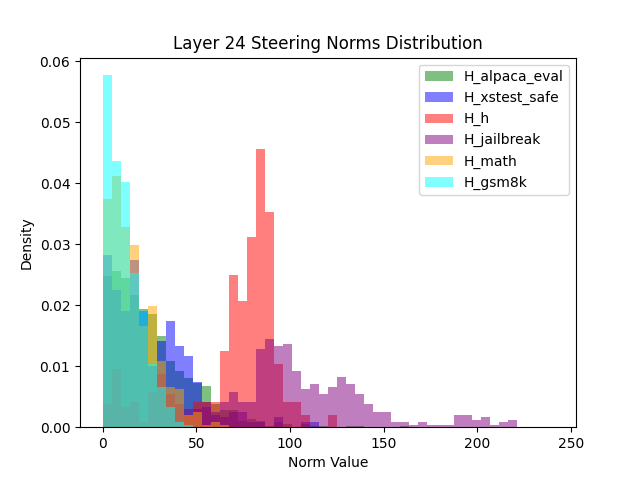 Layer 24 Steering Norms Distribution
H_alpaca_eval
H_xstest_safe
H_h
H_jailbreak
H_math
H_gsm8k
0.06
0.05
0.04
0.03
0.02
0.01
0.00
Density
0 50 100 150 200 250
Norm Value